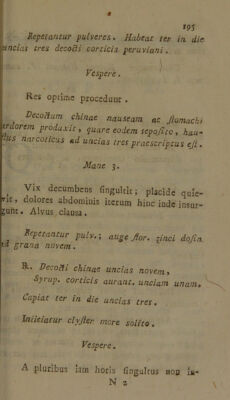 195
Repetantur pulveres. Habeat ter in die
uncias tres decocti corticis peruviani.
Vespere.
Res optime procedunt.
Decoctum chinae nauseam ac stomachi
ardorem produxit, quare eodem seposito, hau-
stus narcoticus ad uncias tres praescriptus est.
Mane 3.
Vix decumbens singultit; placide quie-
vit, dolores abdominis iterum hinc inde insur-
gunt. Alvus clausa.
Repetantur pulv.; auge flor. zinci dosin
ad grana novem.
R. Decocti chinae uncias novem,
Syrup. corticis aurant. unciam unam,
Capiat ter in die uncias tres.
Iniiciatur clyster more solito.
Vespere.
A pluribus iam horis singultus non in-
N 2